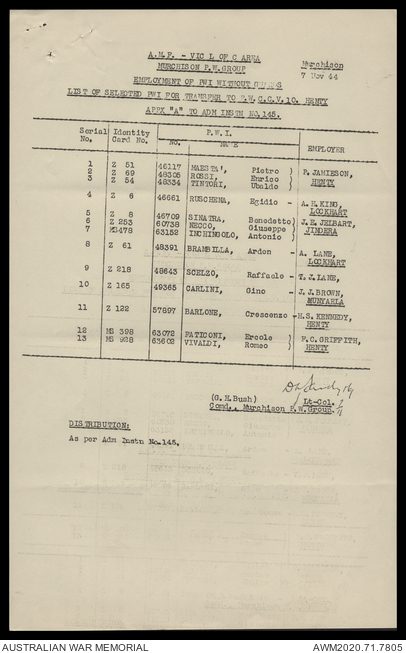 A.M.F. - VIC L OF C AREA
MURCHISON P.W. GROUP
Murchison
7 Nov 44
EMPLOYMENT OF PWI WITHOUT GUARDS
LIST OF SELECTED PWI FOR TRANSFER TO P.W.C.C. V.10. HENTY
APPX "A" TO ADM INSTN NO.145.
Serial No. Identity Card No. P.W.I. NO. NAME EMPLOYER
1 Z 51 46117 MAESTA', Pietro )
2 Z 69 48305 ROSSI, Enrico ) P. JAMIESON,
3 Z 54 48334 TINTORI, Ubaldo ) HENTY
4 Z 6 46661 RUSCHENA, Egidio - A. H. KING,
LOCKHART
5 Z 8 46709 SINATRA, Benedetto) J. E. JELBART,
6 Z 253 60738 NECCO, Giuseppe ) JINDERA
7 MS478 63152 INCHINGOLO, Antonio )
8 Z 61 48391 BRAMBILLA, Arden - A. LANE,
LOCKHART
9 Z 218 48643 SCELZO, Raffaele - T. J. LANE,
10 Z 165 49365 CARLINI, Gino - J. J. BROWN,
MUNYABLA
11 Z 122 57897 BARLONE, Crescenzo - H.S. KENNEDY,
HENTY
12 MS 398 63072 PATICONI, Ercole ) F. C. GRIFFITH,
13 MS 928 63602 VIVALDI, Romeo ) HENTY
(G. H. Bush) Lt-Col.
Comd., Murchison P.W. Group.
DISTRIBUTION:
As per Adm Instn No.145.
AUSTRALIAN WAR MEMORIAL AWM2020.71.7805